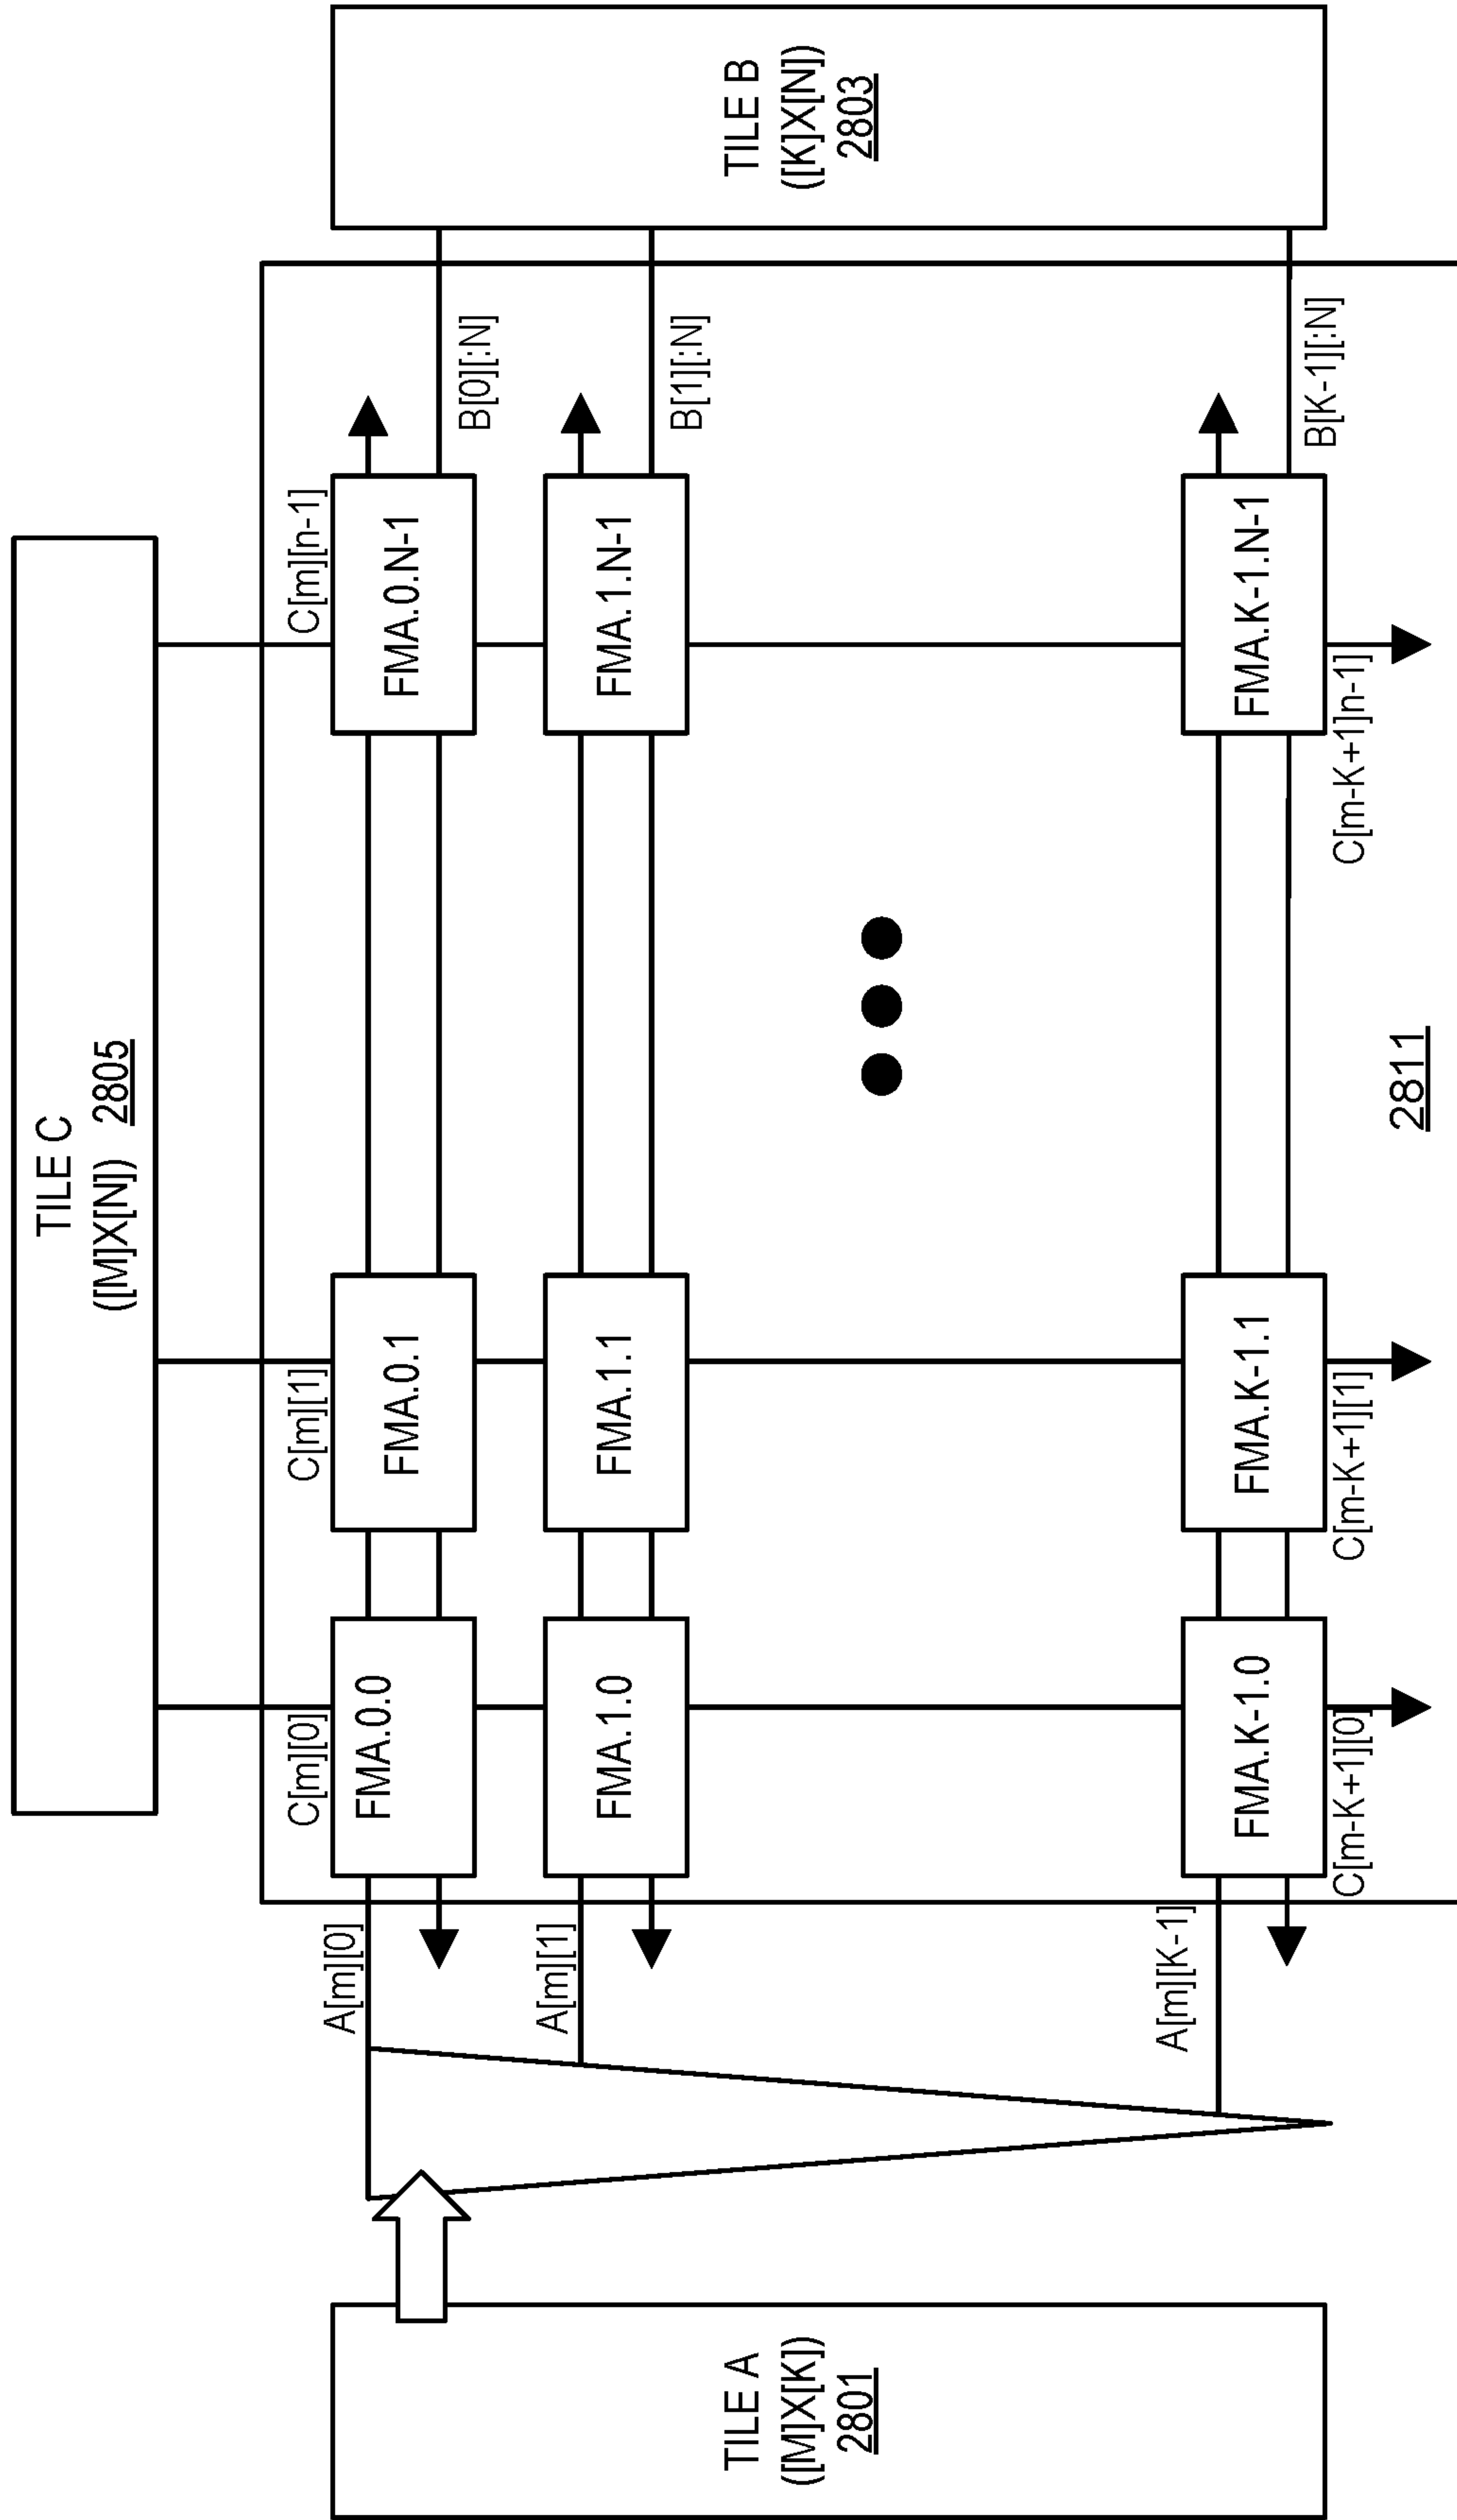 TILE C
([M]X[N]) 2805
TILE A
([M]X[K])
2801
TILE B
([K]X[N])
2803
C[m][0]
C[m][1]
C[m][n-1]
A[m][0]
FMA.0.0
FMA.0.1
FMA.0.N-1
B[0][:N]
A[m][1]
FMA.1.0
FMA.1.1
FMA.1.N-1
B[1][:N]
A[m][K-1]
FMA.K-1.0
FMA.K-1.1
FMA.K-1.N-1
B[K-1][:N]
C[m-K+1][0]
C[m-K+1][1]
C[m-K+1]n-1]
2811